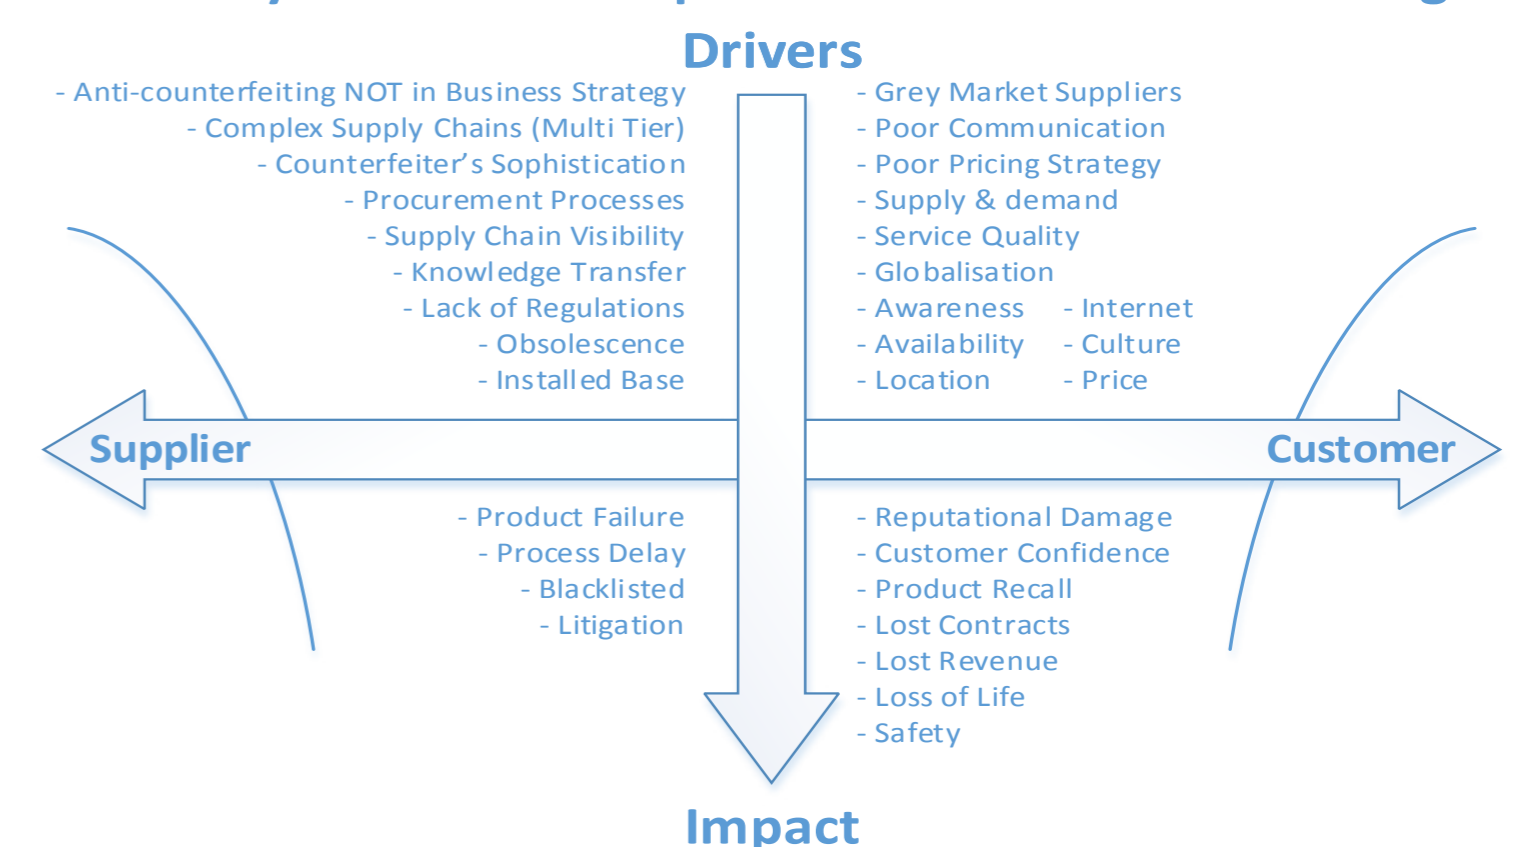 Drivers
- Anti-counterfeiting NOT in Business Strategy
- Complex Supply Chains (Multi Tier)
- Counterfeiter’s Sophistication
- Procurement Processes
- Supply Chain Visibility
- Knowledge Transfer
- Lack of Regulations
- Obsolescence
- Installed Base
- Grey Market Suppliers
- Poor Communication
- Poor Pricing Strategy
- Supply & demand
- Service Quality
- Globalisation
- Awareness - Internet
- Availability - Culture
- Location - Price
Supplier
Customer
- Product Failure
- Process Delay
- Blacklisted
- Litigation
- Reputational Damage
- Customer Confidence
- Product Recall
- Lost Contracts
- Lost Revenue
- Loss of Life
- Safety
Impact